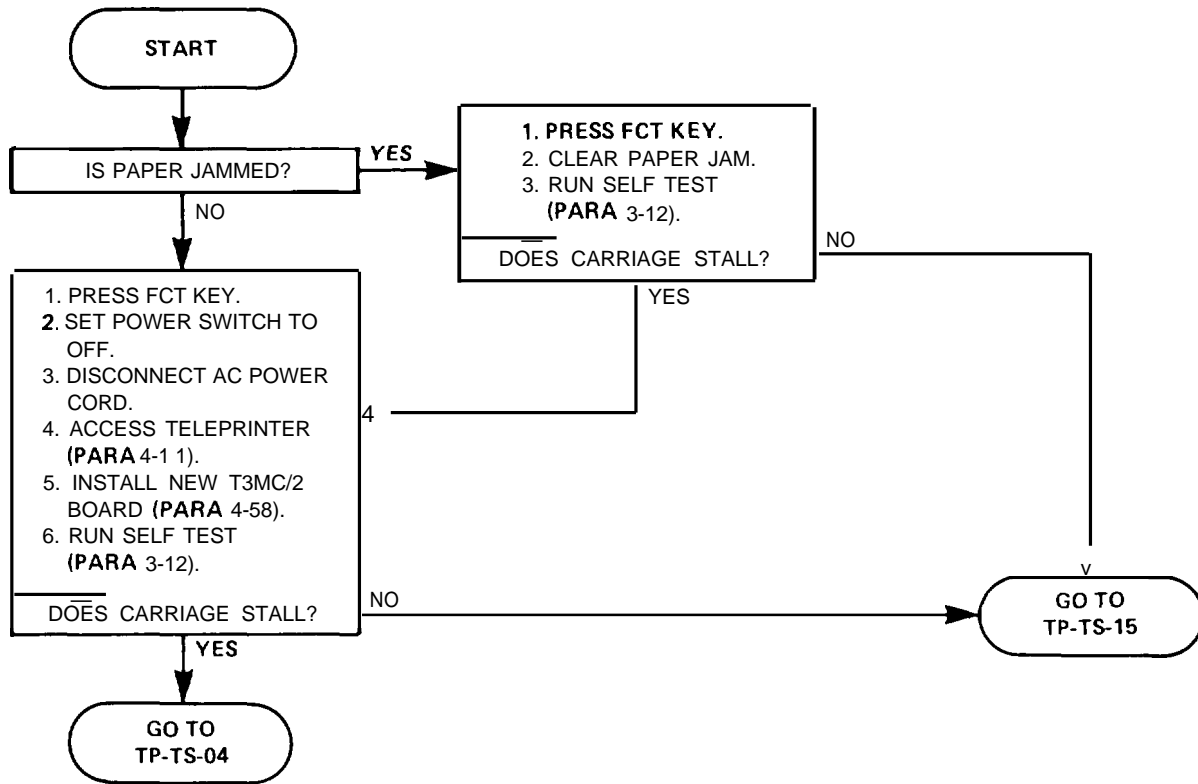 START
IS PAPER JAMMED?
YES
NO
1. PRESS FCT KEY.
2. CLEAR PAPER JAM.
3. RUN SELF TEST
(PARA 3-12).
DOES CARRIAGE STALL?
NO
YES
1. PRESS FCT KEY.
2. SET POWER SWITCH TO
OFF.
3. DISCONNECT AC POWER
CORD.
4. ACCESS TELEPRINTER
(PARA 4-1 1).
5. INSTALL NEW T3MC/2
BOARD (PARA 4-58).
6. RUN SELF TEST
(PARA 3-12).
DOES CARRIAGE STALL?
4
NO
YES
v
GO TO
TP-TS-15
GO TO
TP-TS-04